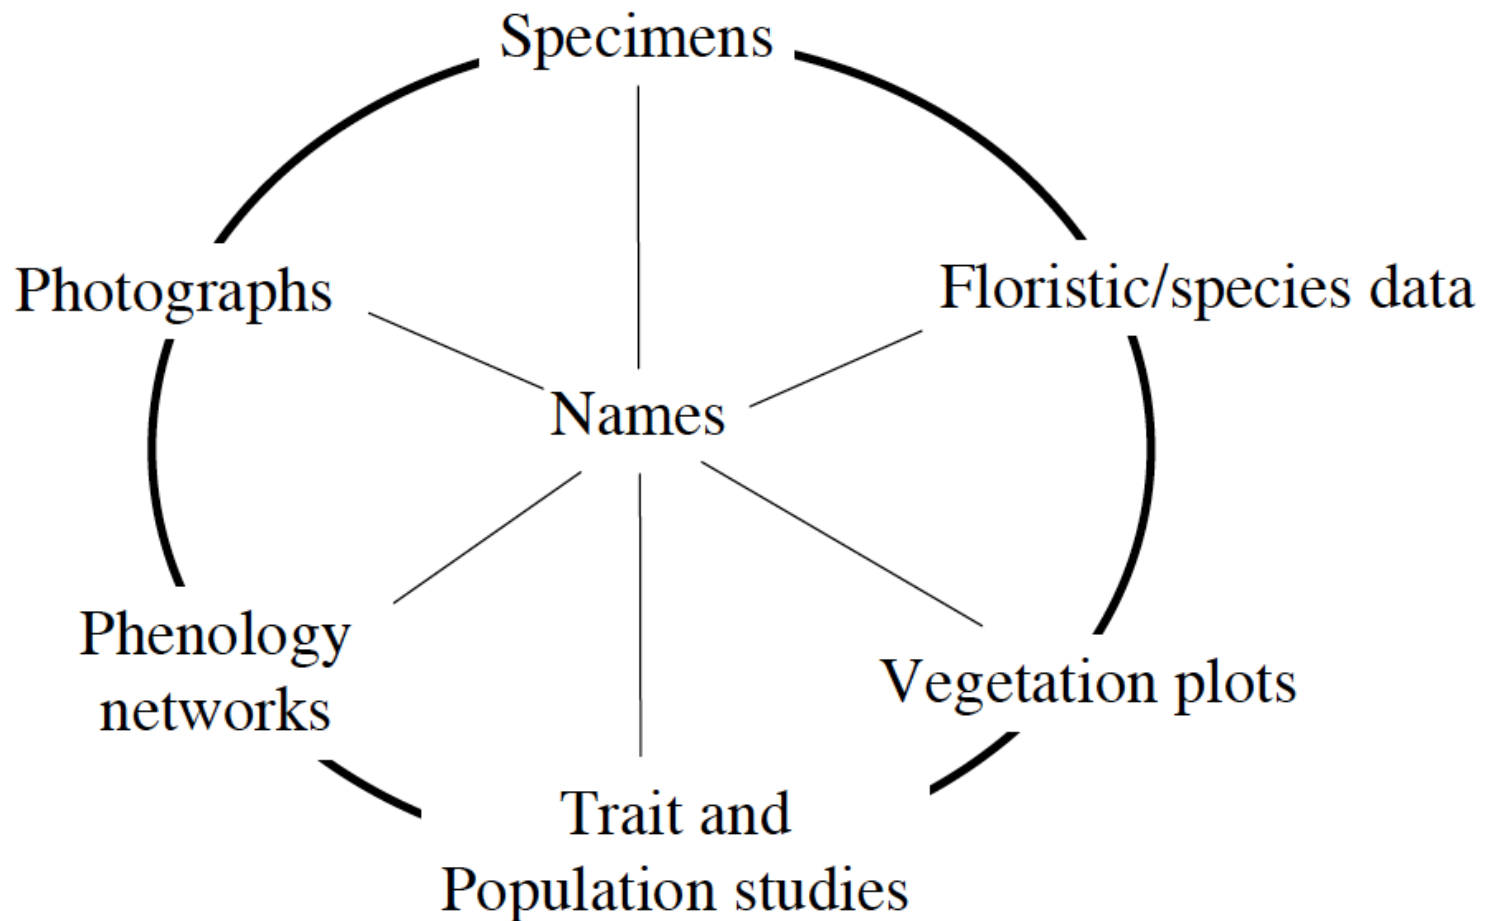 Specimens
Photographs
Floristic/species data
Names
Phenology
networks
Vegetation plots
Trait and
Population studies